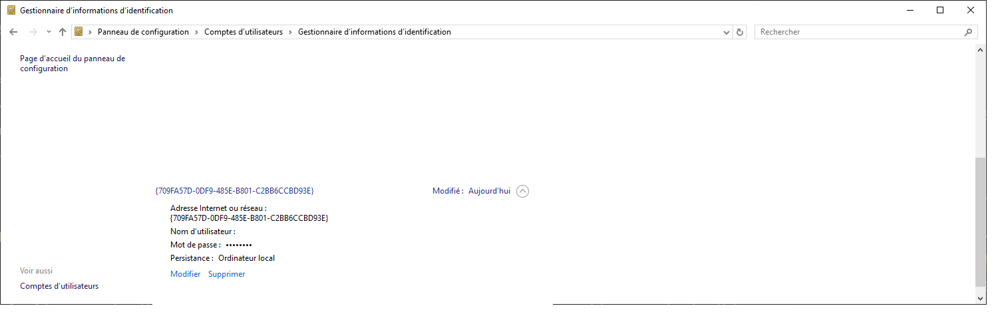 Gestionnaire d’informations d’identification
Panneau de configuration > Comptes d’utilisateurs > Gestionnaire d’informations d’identification
Rechercher
Page d’accueil du panneau de
configuration
{709FA57D-0DF9-485E-B801-C2BB6CCBD93E} Modifié : Aujourd’hui
Adresse Internet ou réseau :
{709FA57D-0DF9-485E-B801-C2BB6CCBD93E}
Nom d’utilisateur :
Mot de passe : ••••••••
Persistance : Ordinateur local
Modifier Supprimer
Voir aussi
Comptes d’utilisateurs